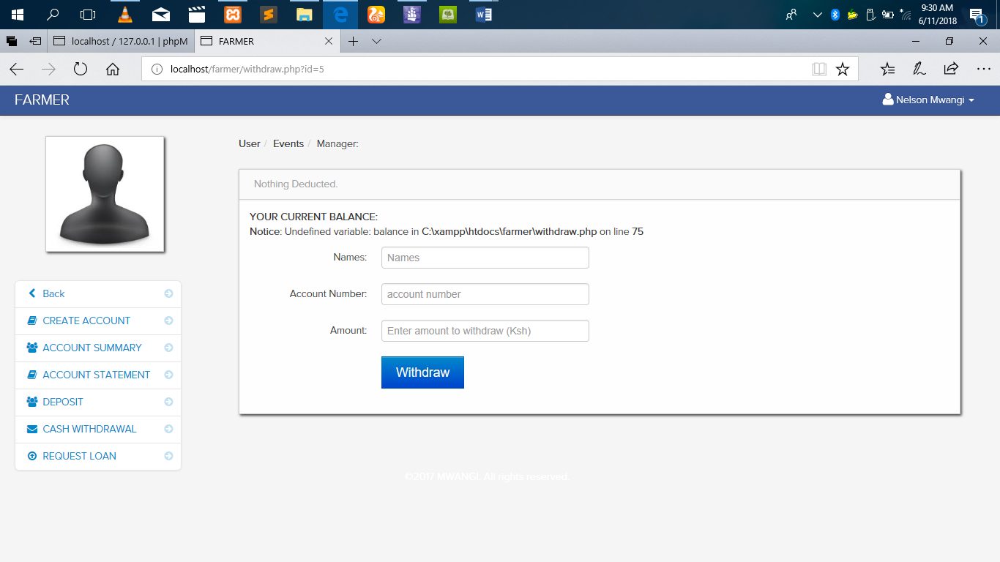 9:30 AM
6/11/2018
1
localhost / 127.0.0.1 | phpM
FARMER
localhost/farmer/withdraw.php?id=5
FARMER
Nelson Mwangi
User / Events / Manager:
Nothing Deducted.
YOUR CURRENT BALANCE:
Notice: Undefined variable: balance in C:\xampp\htdocs\farmer\withdraw.php on line 75
Names: Names
Account Number: account number
Amount: Enter amount to withdraw (Ksh)
Withdraw
Back
CREATE ACCOUNT
ACCOUNT SUMMARY
ACCOUNT STATEMENT
DEPOSIT
CASH WITHDRAWAL
REQUEST LOAN
©2017 MWANGI. All rights reserved.